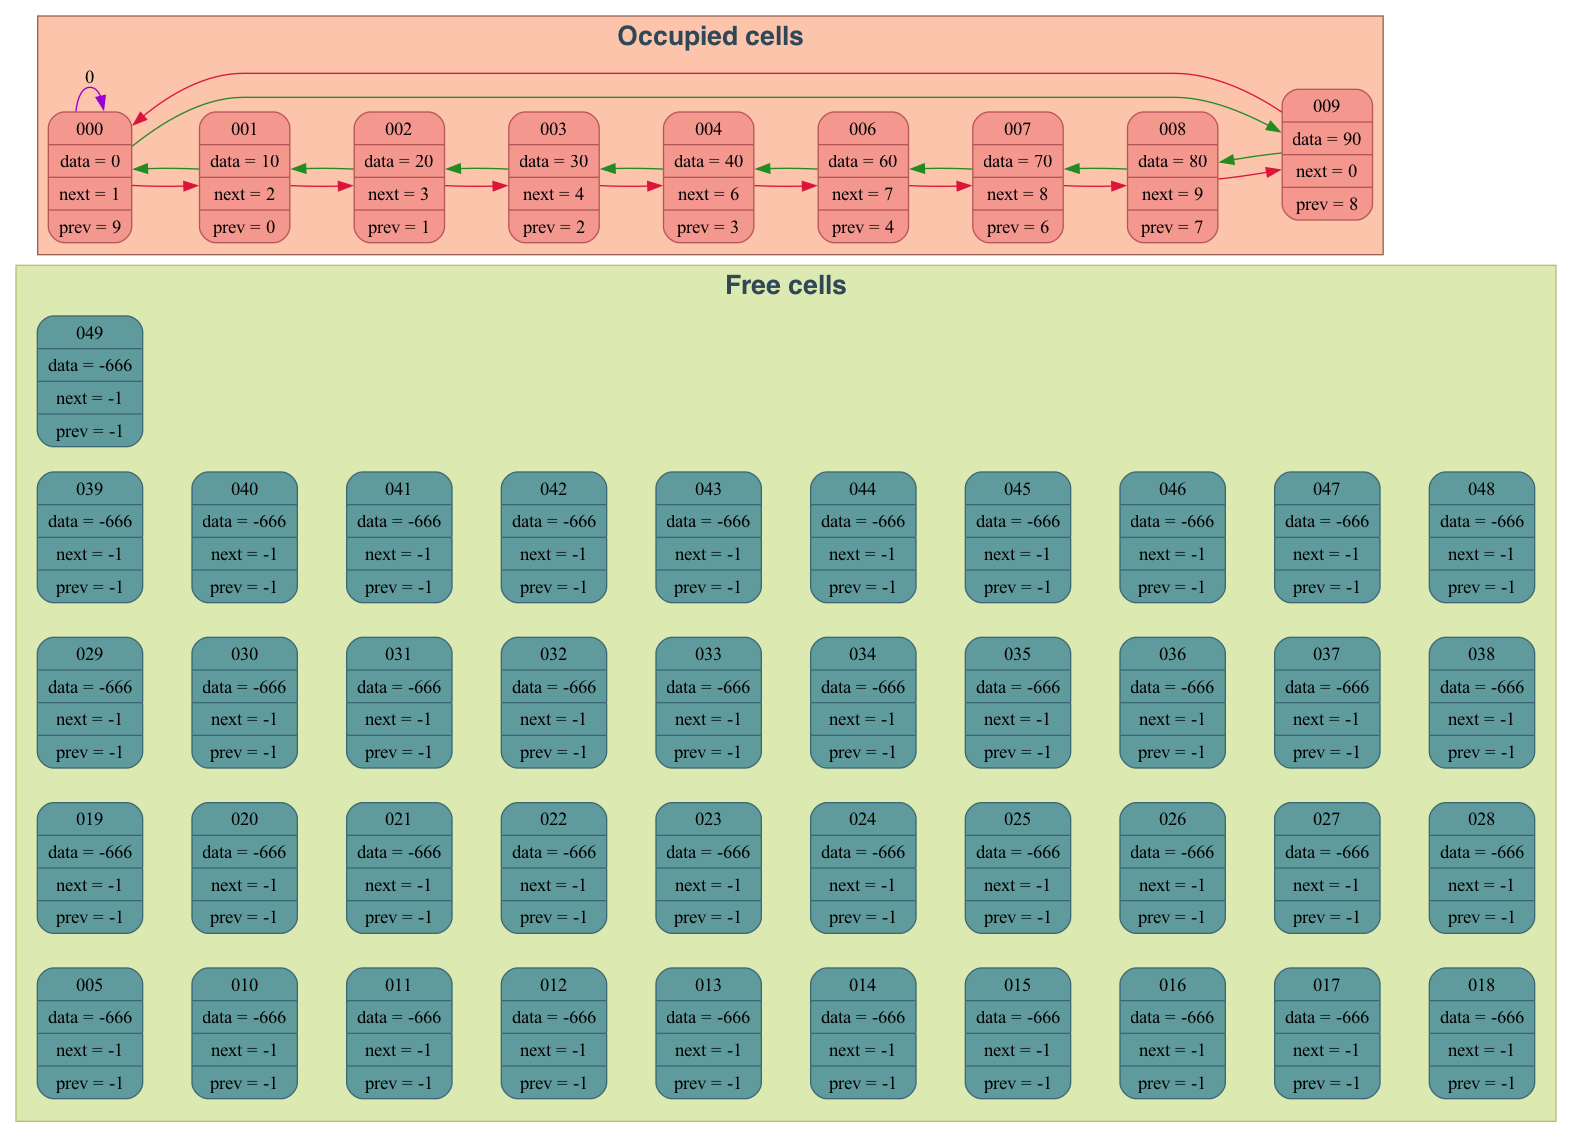 Occupied cells
0
000
data = 0
next = 1
prev = 9
001
data = 10
next = 2
prev = 0
002
data = 20
next = 3
prev = 1
003
data = 30
next = 4
prev = 2
004
data = 40
next = 6
prev = 3
006
data = 60
next = 7
prev = 4
007
data = 70
next = 8
prev = 6
008
data = 80
next = 9
prev = 7
009
data = 90
next = 0
prev = 8
Free cells
049
data = -666
next = -1
prev = -1
039
data = -666
next = -1
prev = -1
040
data = -666
next = -1
prev = -1
041
data = -666
next = -1
prev = -1
042
data = -666
next = -1
prev = -1
043
data = -666
next = -1
prev = -1
044
data = -666
next = -1
prev = -1
045
data = -666
next = -1
prev = -1
046
data = -666
next = -1
prev = -1
047
data = -666
next = -1
prev = -1
048
data = -666
next = -1
prev = -1
029
data = -666
next = -1
prev = -1
030
data = -666
next = -1
prev = -1
031
data = -666
next = -1
prev = -1
032
data = -666
next = -1
prev = -1
033
data = -666
next = -1
prev = -1
034
data = -666
next = -1
prev = -1
035
data = -666
next = -1
prev = -1
036
data = -666
next = -1
prev = -1
037
data = -666
next = -1
prev = -1
038
data = -666
next = -1
prev = -1
019
data = -666
next = -1
prev = -1
020
data = -666
next = -1
prev = -1
021
data = -666
next = -1
prev = -1
022
data = -666
next = -1
prev = -1
023
data = -666
next = -1
prev = -1
024
data = -666
next = -1
prev = -1
025
data = -666
next = -1
prev = -1
026
data = -666
next = -1
prev = -1
027
data = -666
next = -1
prev = -1
028
data = -666
next = -1
prev = -1
005
data = -666
next = -1
prev = -1
010
data = -666
next = -1
prev = -1
011
data = -666
next = -1
prev = -1
012
data = -666
next = -1
prev = -1
013
data = -666
next = -1
prev = -1
014
data = -666
next = -1
prev = -1
015
data = -666
next = -1
prev = -1
016
data = -666
next = -1
prev = -1
017
data = -666
next = -1
prev = -1
018
data = -666
next = -1
prev = -1